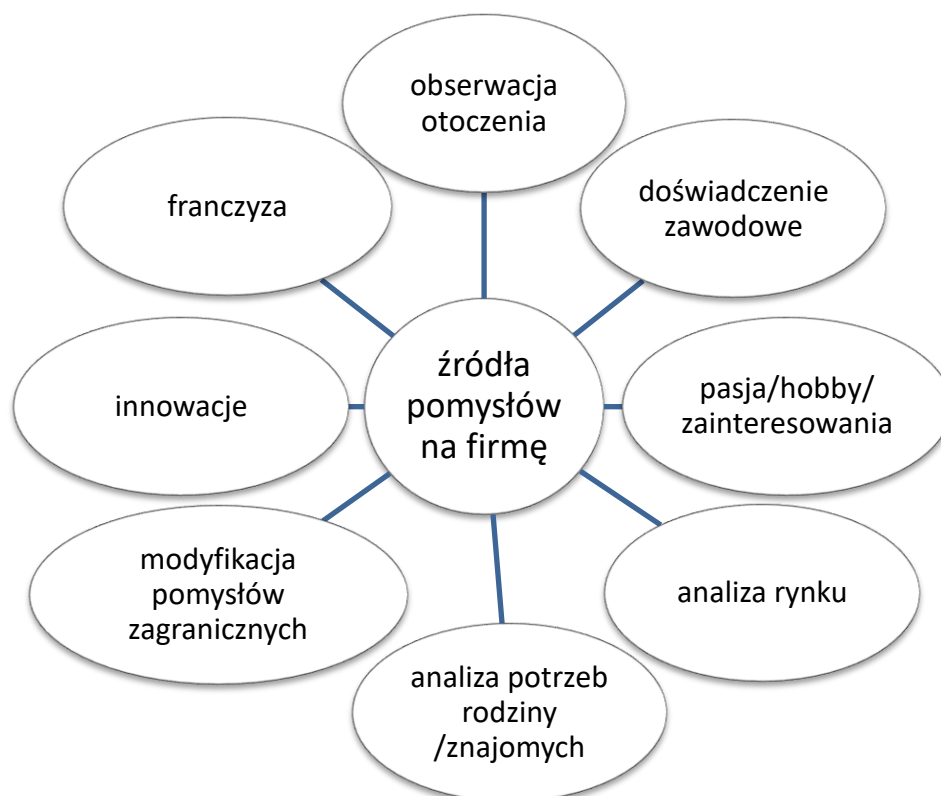 obserwacja
otoczenia
franczyza
doświadczenie
zawodowe
źródła
pomysłów
na firmę
innowacje
pasja/hobby/
zainteresowania
modyfikacja
pomysłów
zagranicznych
analiza rynku
analiza potrzeb
rodziny
/znajomych